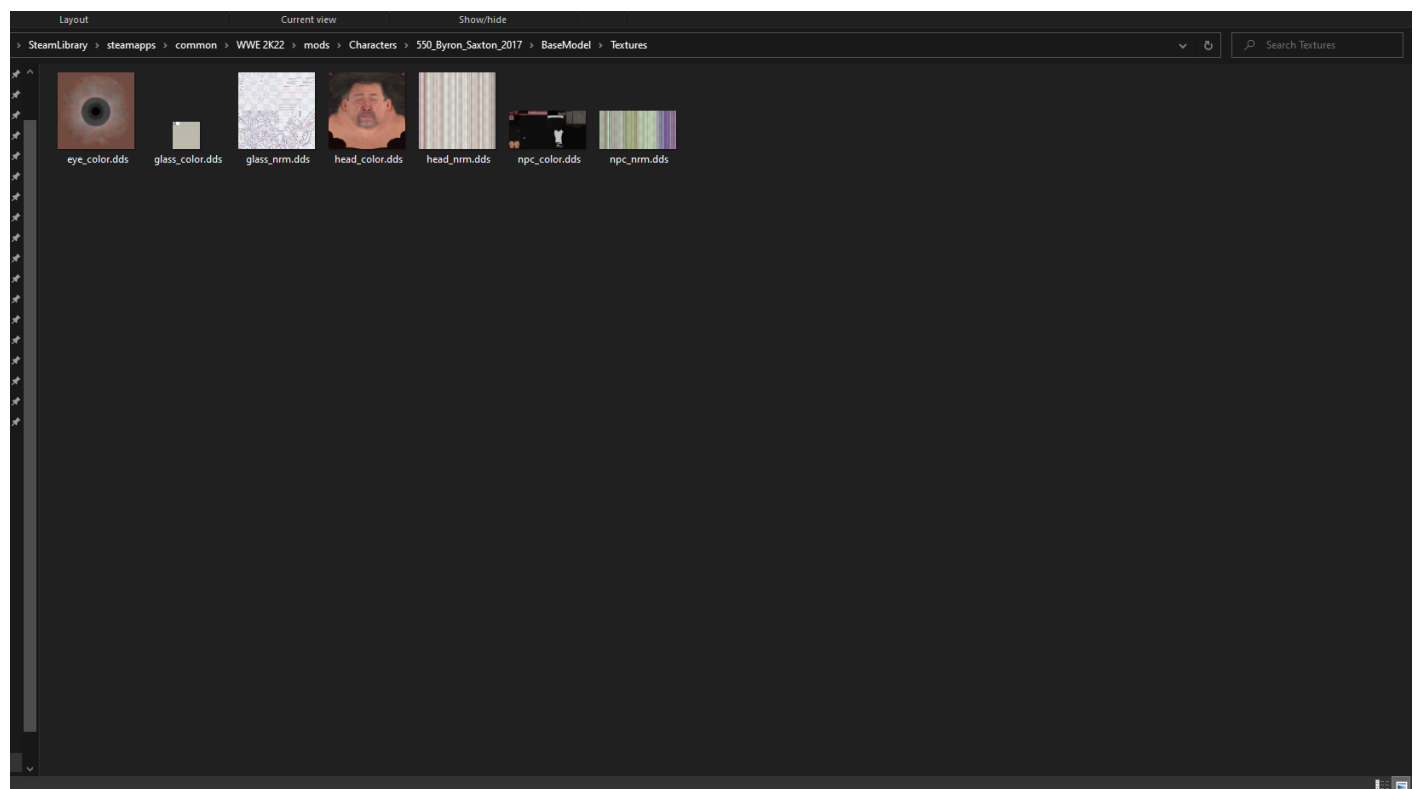 Layout Current view Show/hide
> SteamLibrary > steamapps > common > WWE 2K22 > mods > Characters > 550_Byron_Saxton_2017 > BaseModel > Textures Search Textures
eye_color.dds glass_color.dds glass_nrm.dds head_color.dds head_nrm.dds npc_color.dds npc_nrm.dds